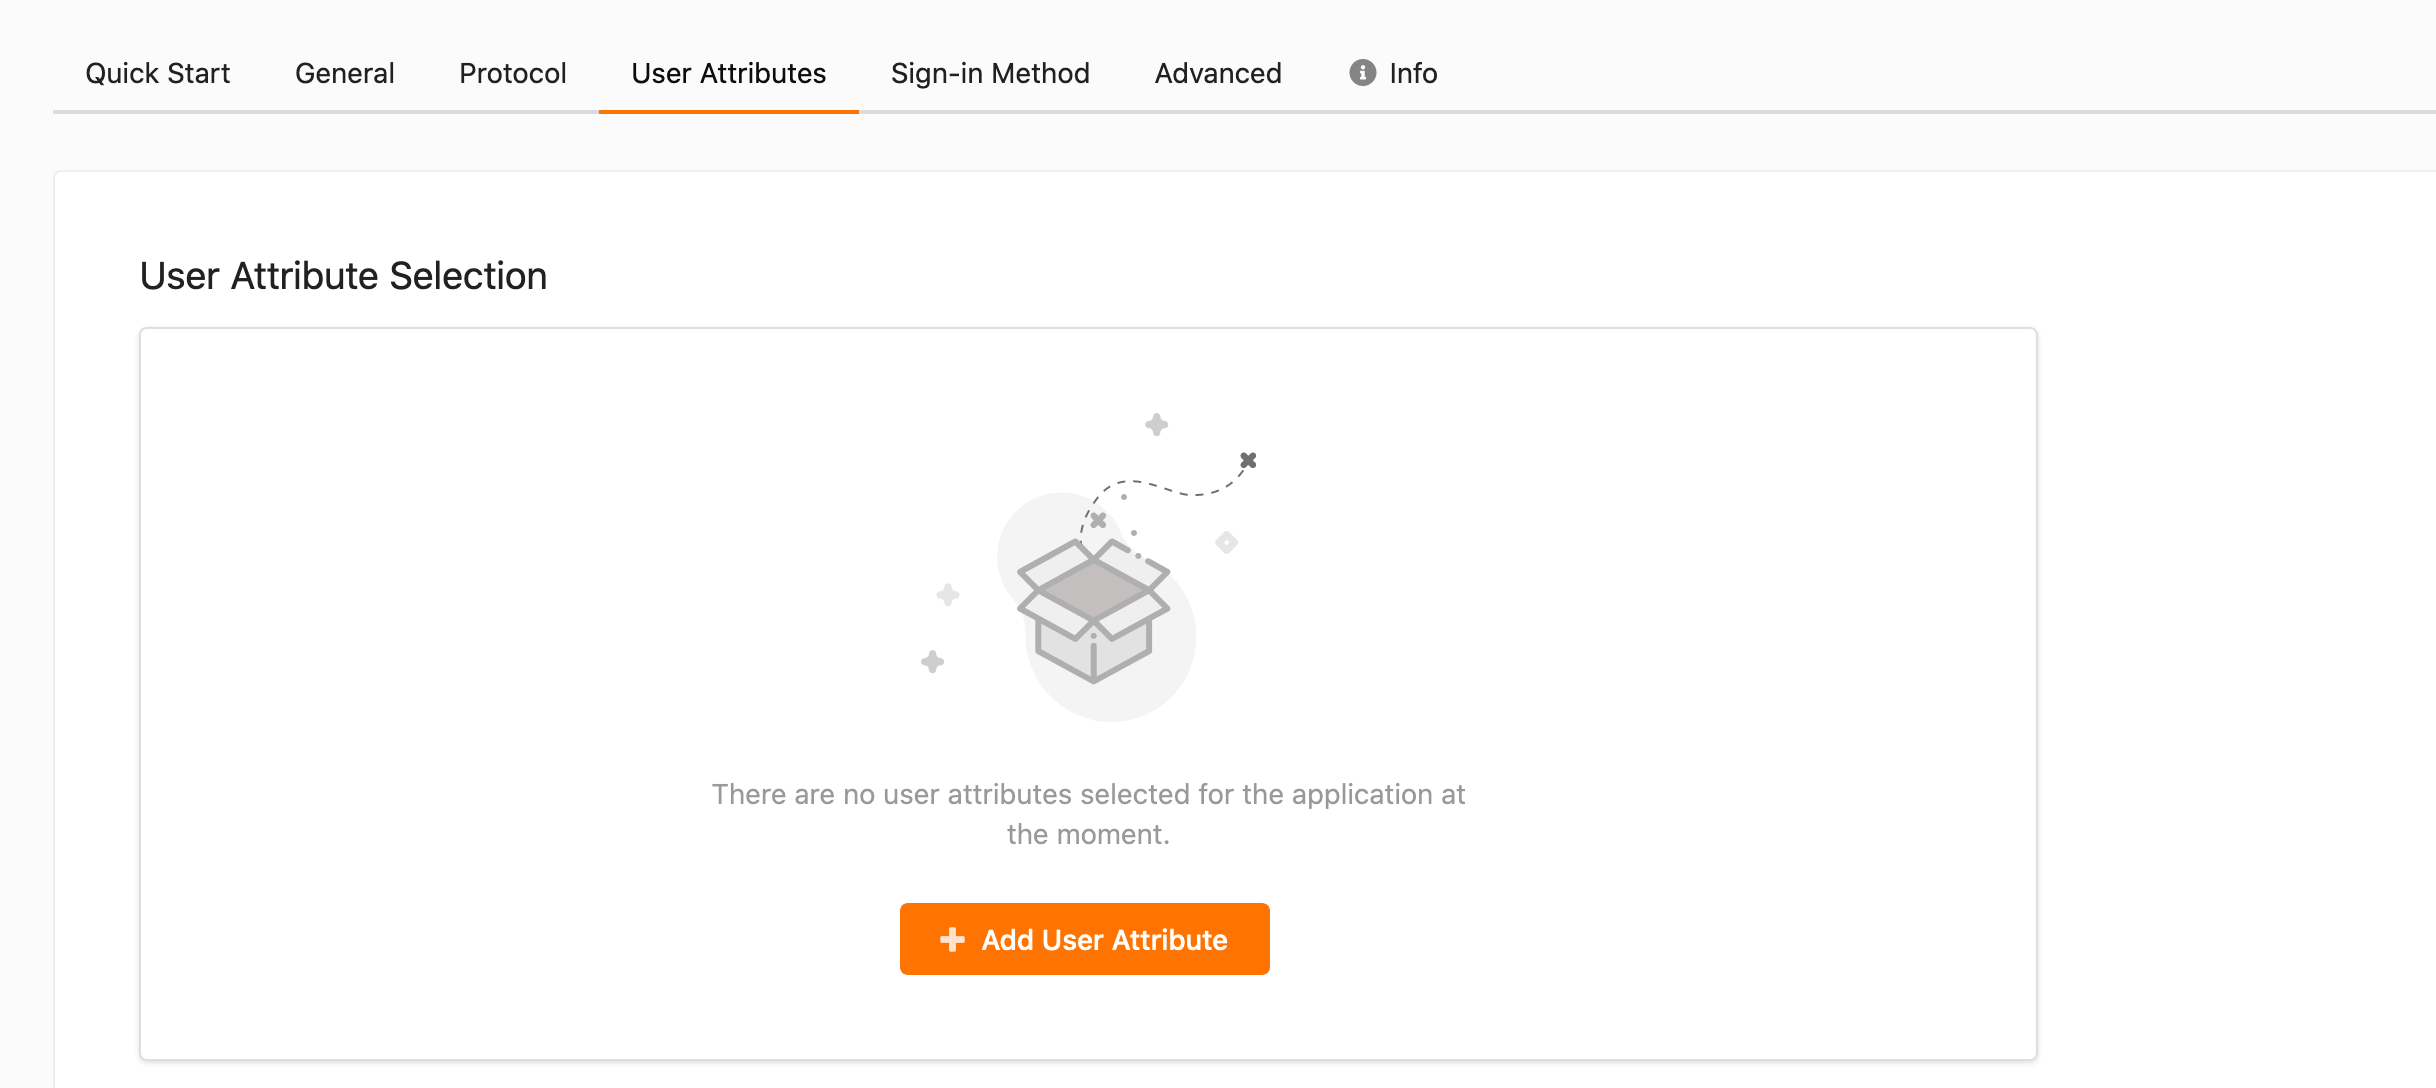 Quick Start General Protocol User Attributes Sign-in Method Advanced Info
User Attribute Selection
There are no user attributes selected for the application at
the moment.
Add User Attribute